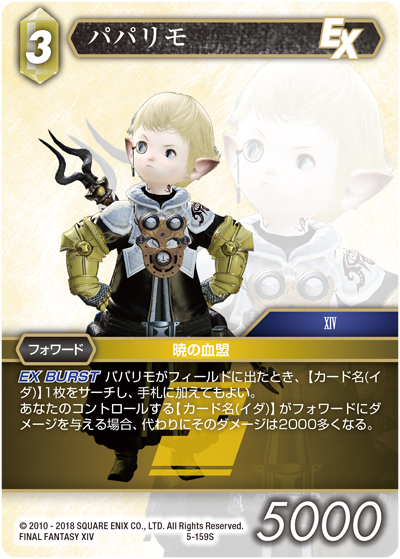 3
パパリモ
EX
XIV
フォワード
暁の血盟
EX BURST パパリモがフィールドに出たとき、【カード名(イ
ダ)】1枚をサーチし、手札に加えてもよい。
あなたのコントロールする【カード名(イダ)】がフォワードにダ
メージを与える場合、代わりにそのダメージは2000多くなる。
© 2010 - 2018 SQUARE ENIX CO., LTD. All Rights Reserved.
FINAL FANTASY XIV
5-159S
5000